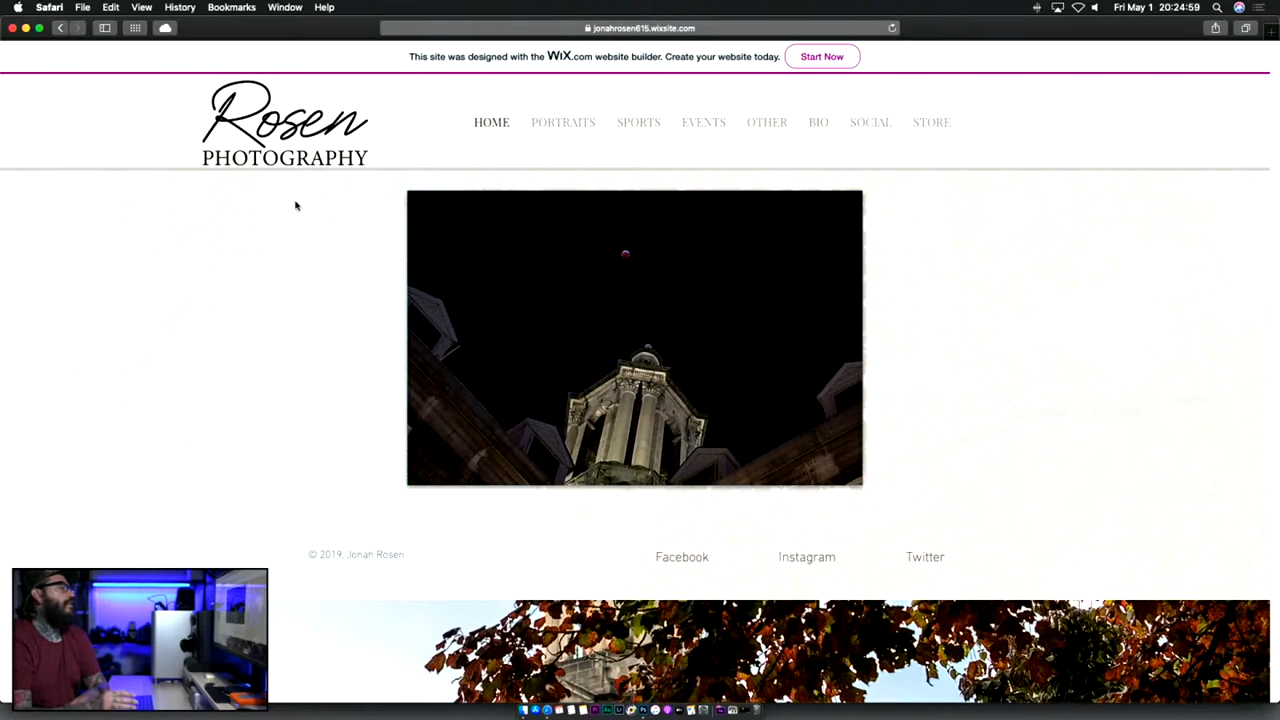 Safari File Edit View History Bookmarks Window Help Fri May 1 20:24:59
jonahrosen615.wixsite.com
This site was designed with the WiX.com website builder. Create your website today. Start Now
Rosen
PHOTOGRAPHY
HOME PORTRAITS SPORTS EVENTS OTHER BIO SOCIAL STORE
© 2019, Jonah Rosen
Facebook Instagram Twitter